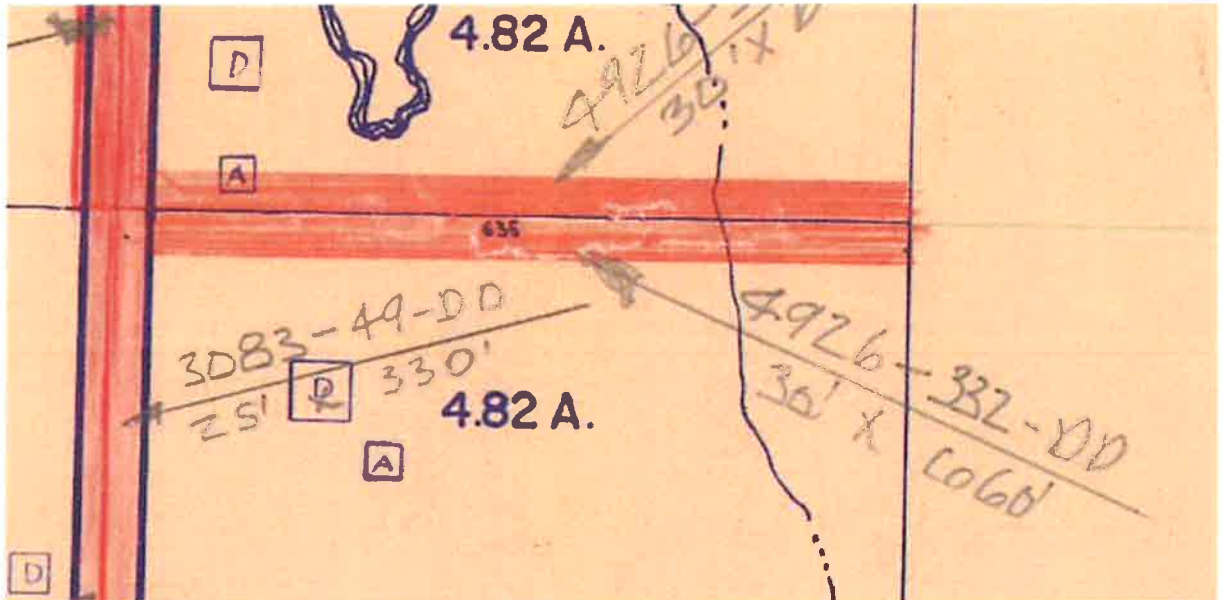 4.82 A.
D
4926
30' X
A
636
3083-49-DD
25' 330'
4.82 A.
A
4926-332-DD
30' X 660'
D